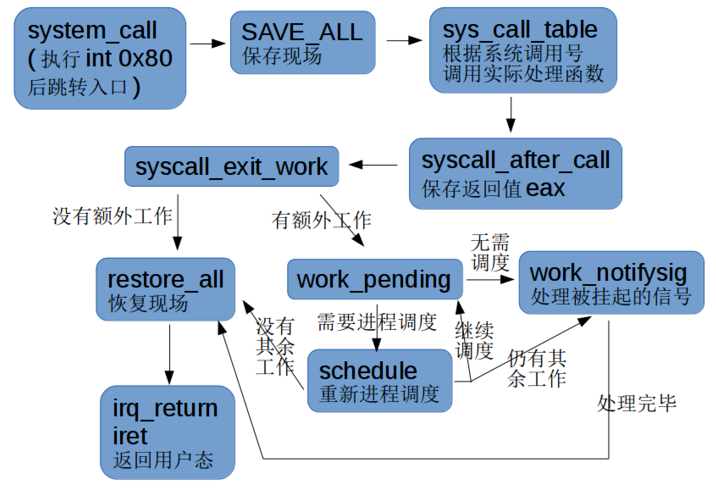 system_call
( 执行 int 0x80
后跳转入口 )
SAVE_ALL
保存现场
sys_call_table
根据系统调用号
调用实际处理函数
syscall_exit_work
syscall_after_call
保存返回值 eax
没有额外工作
有额外工作
restore_all
恢复现场
work_pending
无需
调度
work_notifysig
处理被挂起的信号
没有
其余
工作
需要进程调度
继续
调度
仍有其
余工作
schedule
重新进程调度
处理完毕
irq_return
iret
返回用户态